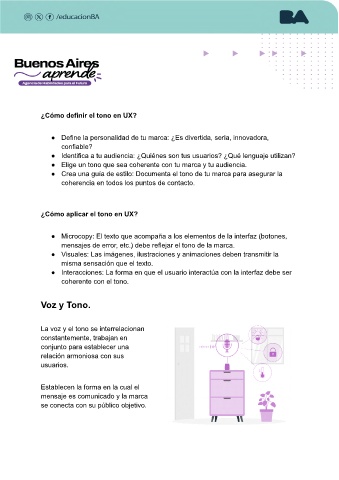 /educacionBA
BA
Buenos Aires
aprende
¿Cómo definir el tono en UX?
● Define la personalidad de tu marca: ¿Es divertida, seria, innovadora,
confiable?
● Identifica a tu audiencia: ¿Quiénes son tus usuarios? ¿Qué lenguaje utilizan?
● Elige un tono que sea coherente con tu marca y tu audiencia.
● Crea una guía de estilo: Documenta el tono de tu marca para asegurar la
coherencia en todos los puntos de contacto.
¿Cómo aplicar el tono en UX?
● Microcopy: El texto que acompaña a los elementos de la interfaz (botones,
mensajes de error, etc.) debe reflejar el tono de la marca.
● Visuales: Las imágenes, ilustraciones y animaciones deben transmitir la
misma sensación que el texto.
● Interacciones: La forma en que el usuario interactúa con la interfaz debe ser
coherente con el tono.
Voz y Tono.
La voz y el tono se interrelacionan
constantemente, trabajan en
conjunto para establecer una
relación armoniosa con sus
usuarios.
Establecen la forma en la cual el
mensaje es comunicado y la marca
se conecta con su público objetivo.